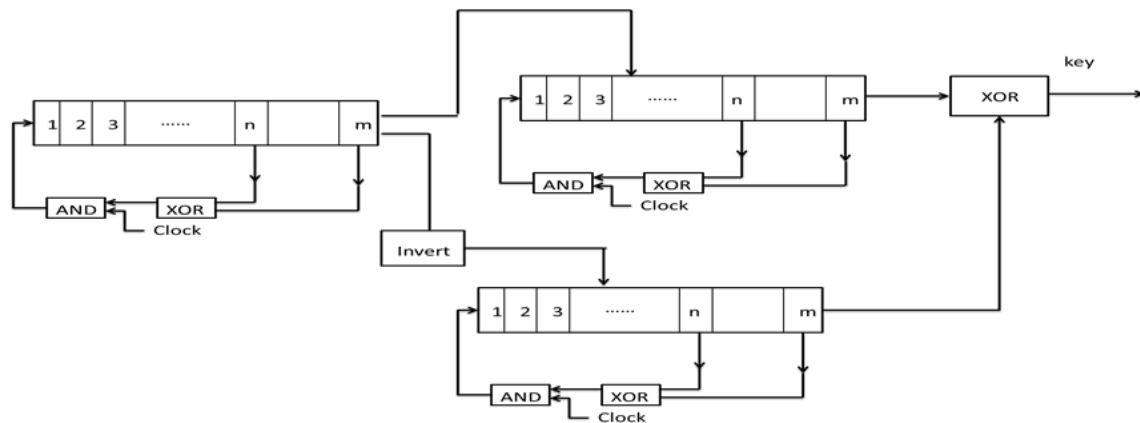 key
1 2 3 ...... n m
XOR
1 2 3 ...... n m
AND
XOR
Clock
AND
XOR
Clock
Invert
1 2 3 ...... n m
AND
XOR
Clock